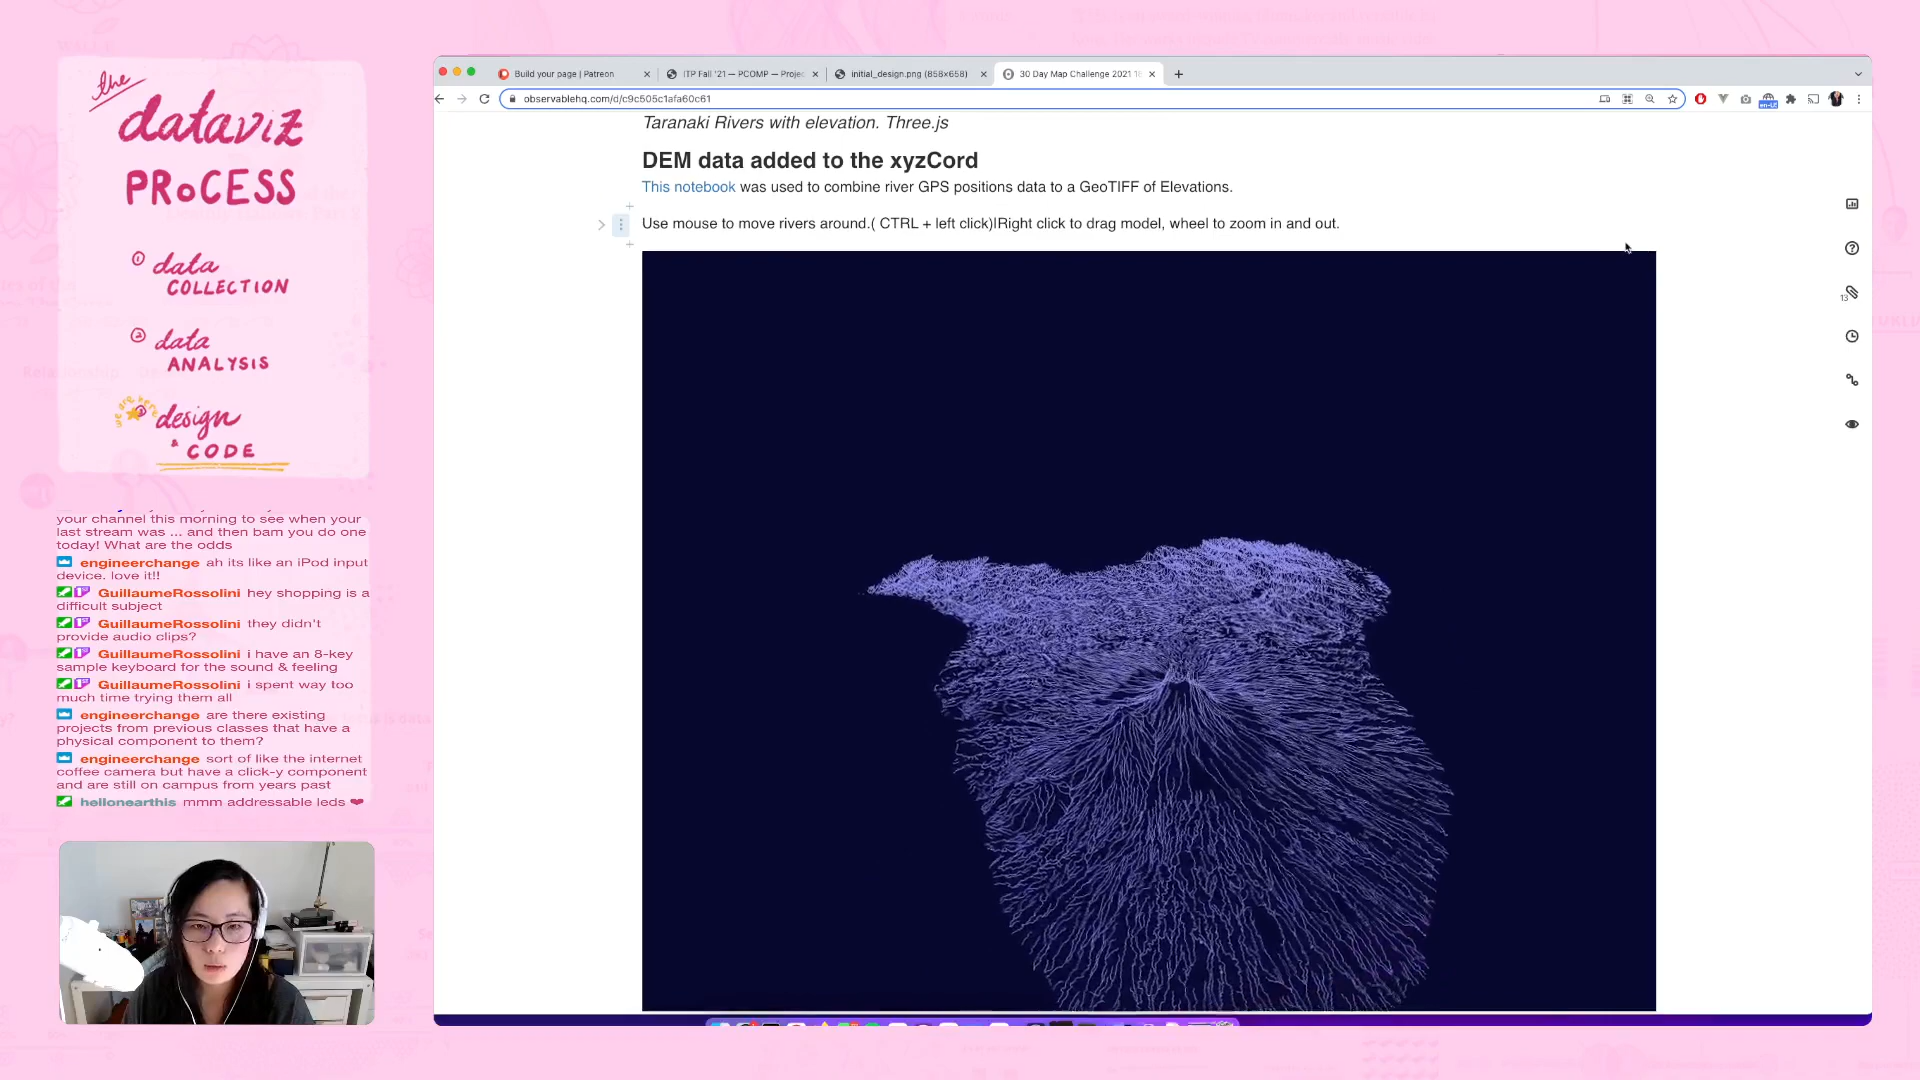 the
dataviz
PROCESS
① data
COLLECTION
② data
ANALYSIS
we are here
③ design
& CODE
your channel this morning to see when your
last stream was ... and then bam you do one
today! What are the odds
engineerchange ah its like an iPod input
device. love it!!
GuillaumeRossolini hey shopping is a
difficult subject
GuillaumeRossolini they didn't
provide audio clips?
GuillaumeRossolini i have an 8-key
sample keyboard for the sound & feeling
GuillaumeRossolini i spent way too
much time trying them all
engineerchange are there existing
projects from previous classes that have a
physical component to them?
engineerchange sort of like the internet
coffee camera but have a click-y component
and are still on campus from years past
hellonearthis mmm addressable leds ❤
Build your page | Patreon
ITP Fall '21 — PCOMP — Projec
initial_design.png (858×658)
30 Day Map Challenge 2021 1
observablehq.com/d/c9c505c1afa60c61
Taranaki Rivers with elevation. Three.js
DEM data added to the xyzCord
This notebook was used to combine river GPS positions data to a GeoTIFF of Elevations.
Use mouse to move rivers around.( CTRL + left click)|Right click to drag model, wheel to zoom in and out.
13